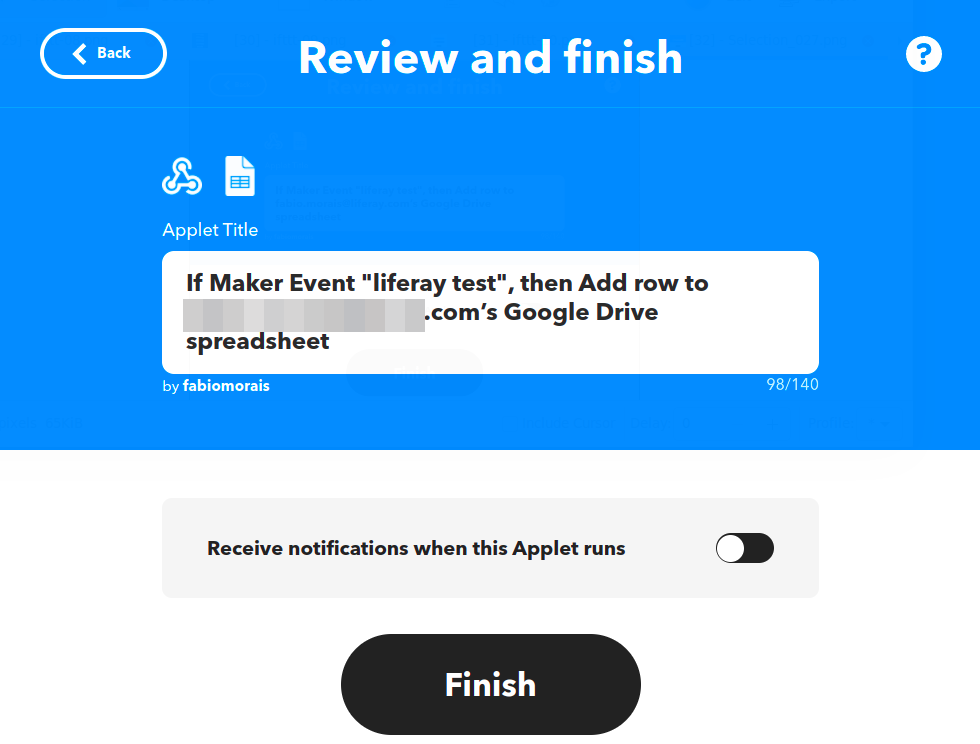 Back
Review and finish
?
Applet Title
If Maker Event "liferay test", then Add row to
.com’s Google Drive
spreadsheet
by fabiomorais
98/140
Receive notifications when this Applet runs
Finish